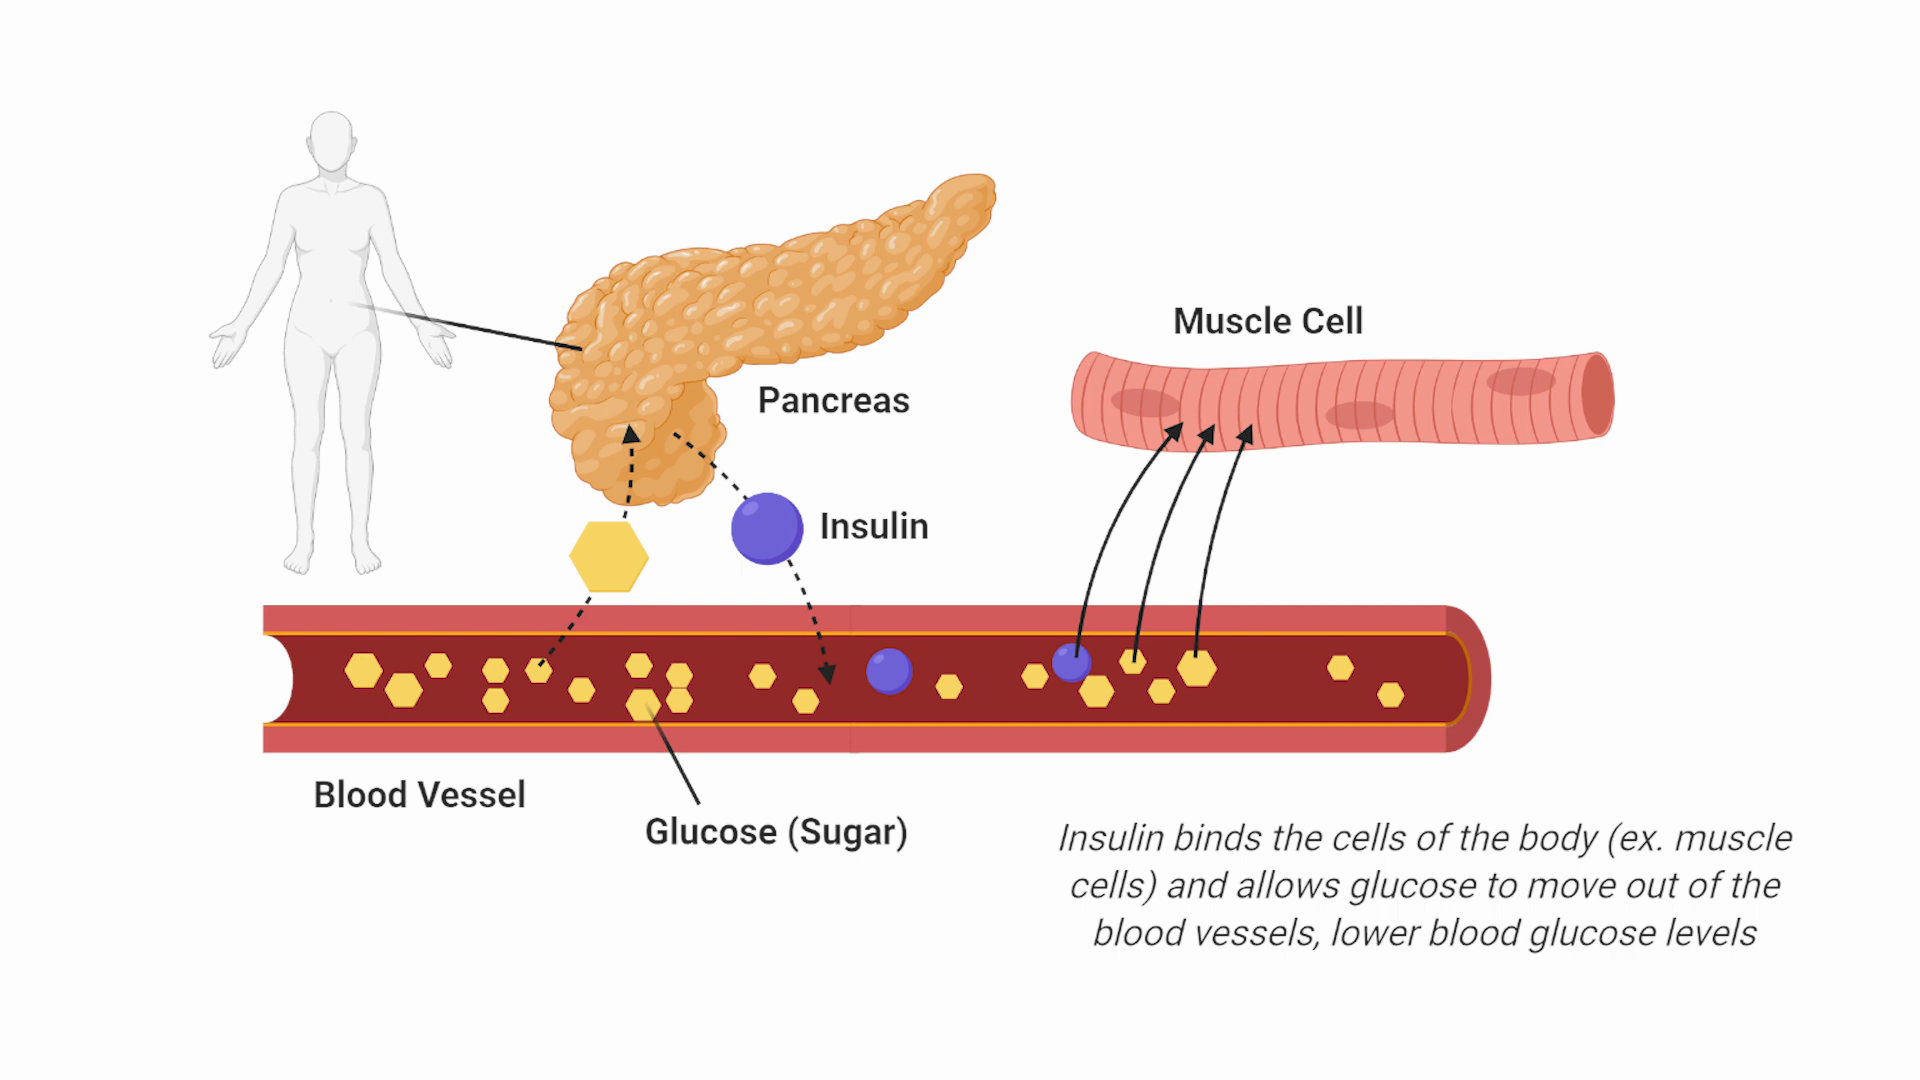 Muscle Cell
Pancreas
Insulin
Blood Vessel
Glucose (Sugar)
Insulin binds the cells of the body (ex. muscle
cells) and allows glucose to move out of the
blood vessels, lower blood glucose levels